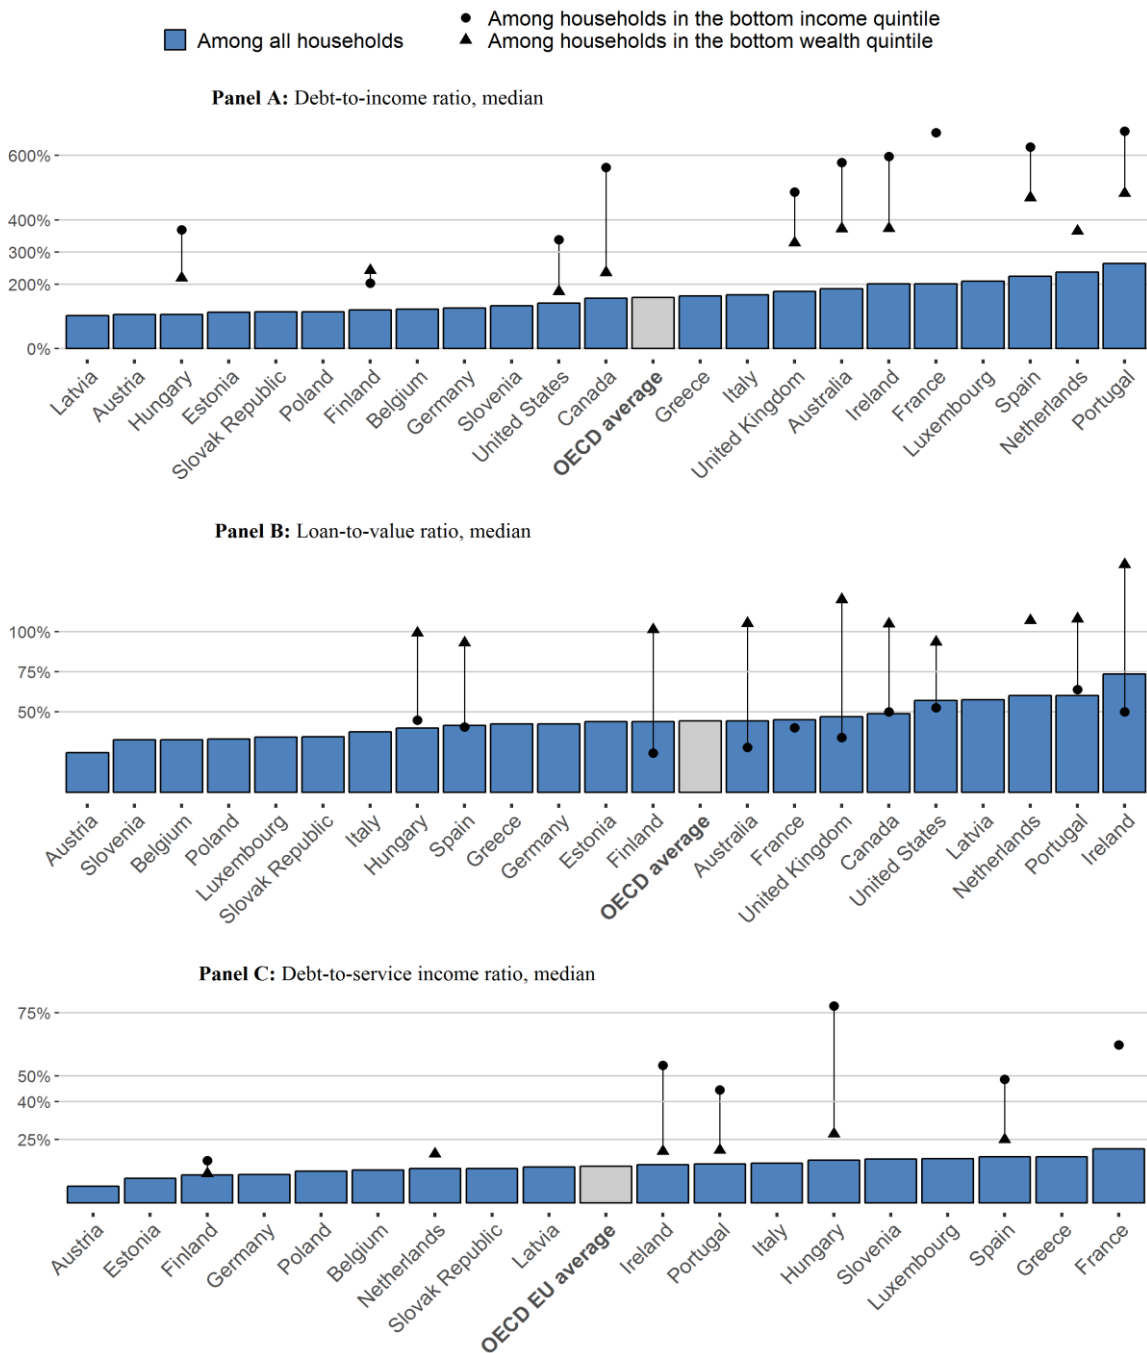 Among all households
Among households in the bottom income quintile
Among households in the bottom wealth quintile
Panel A: Debt-to-income ratio, median
600%
400%
300%
200%
0%
Latvia
Austria
Hungary
Estonia
Slovak Republic
Poland
Finland
Belgium
Germany
Slovenia
United States
Canada
OECD average
Greece
Italy
United Kingdom
Australia
Ireland
France
Luxembourg
Spain
Netherlands
Portugal
Panel B: Loan-to-value ratio, median
100%
75%
50%
Austria
Slovenia
Belgium
Poland
Luxembourg
Slovak Republic
Italy
Hungary
Spain
Greece
Germany
Estonia
Finland
OECD average
Australia
France
United Kingdom
Canada
United States
Latvia
Netherlands
Portugal
Ireland
Panel C: Debt-to-service income ratio, median
75%
50%
40%
25%
Austria
Estonia
Finland
Germany
Poland
Belgium
Netherlands
Slovak Republic
Latvia
OECD EU average
Ireland
Portugal
Italy
Hungary
Slovenia
Luxembourg
Spain
Greece
France